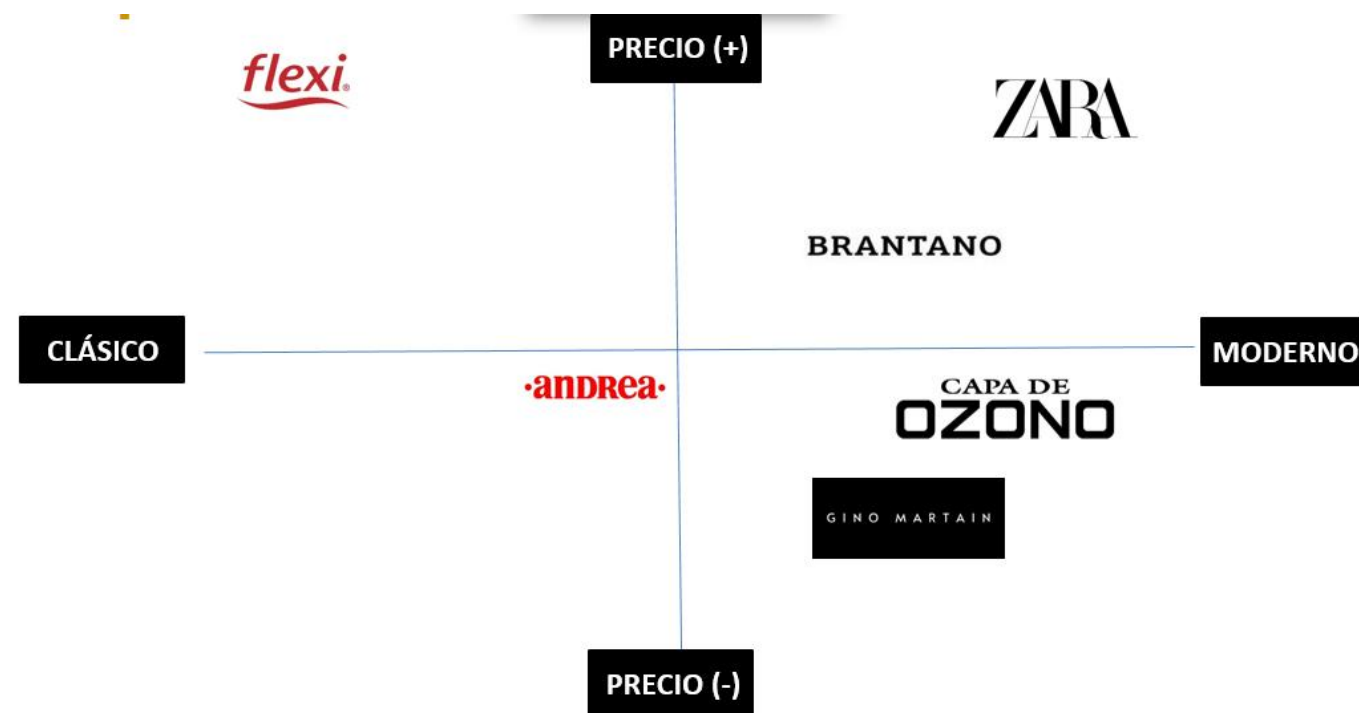 PRECIO (+)
flexi®
ZARA
BRANTANO
CLÁSICO
MODERNO
·anDRea·
CAPA DE
OZONO
GINO MARTAIN
PRECIO (-)